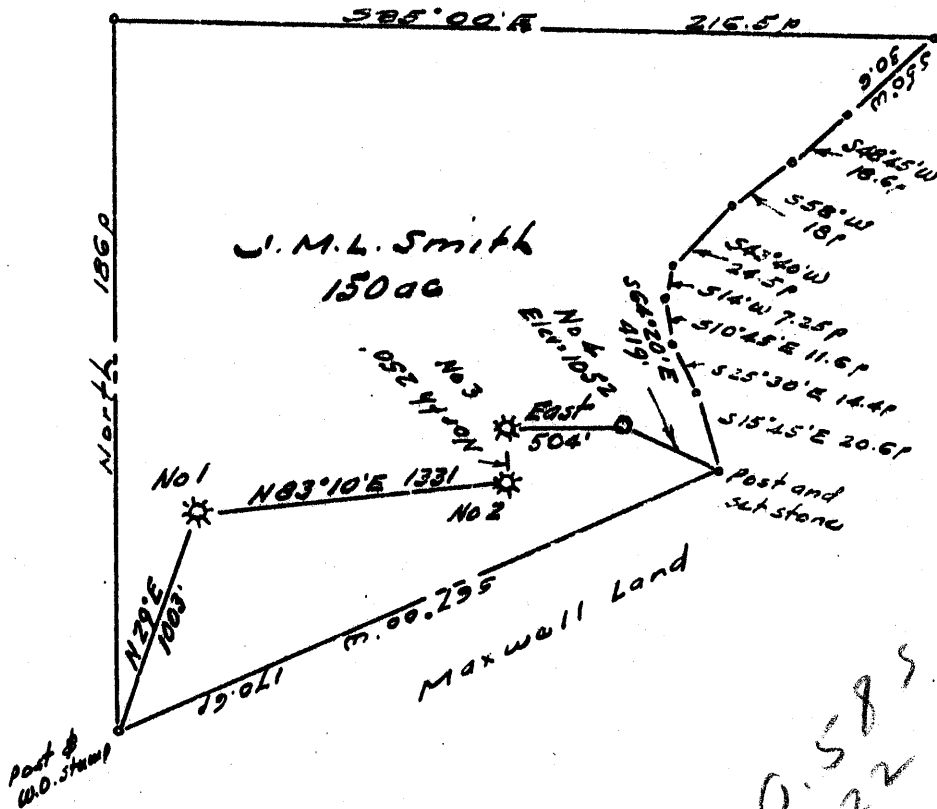 S85°00'E 216.5p
S50°W
30.6
S48°45'W
18.6p
S58°W
18p
S43°40'W
24.5p
S14°W 7.25p
S10°45'E 11.6p
S25°30'E 14.4p
S15°45'E 20.6p
North 186p
J. M. L. Smith
150 ac
No 4
Elev=1052
S64°20'E
419'
No 3
North 250'
East
504'
No 1
N83°10'E 1331
No 2
Post and
set stone
N29°E
1003'
S67°00'W
170.6p
Maxwell Land
Post &
W.O. stump